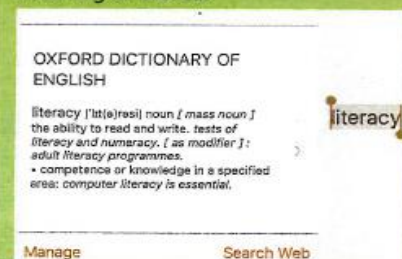 OXFORD DICTIONARY OF
ENGLISH
literacy |ˈlɪt(ə)rəsi| noun [ mass noun ]
the ability to read and write. tests of
literacy and numeracy. [ as modifier ] :
adult literacy programmes.
• competence or knowledge in a specified
area: computer literacy is essential.
literacy
Manage
Search Web